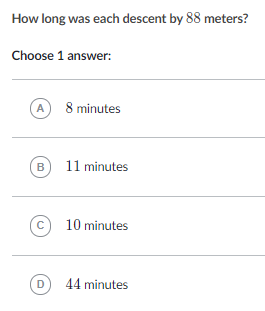 How long was each descent by 88 meters?
Choose 1 answer:
A 8 minutes
B 11 minutes
C 10 minutes
D 44 minutes